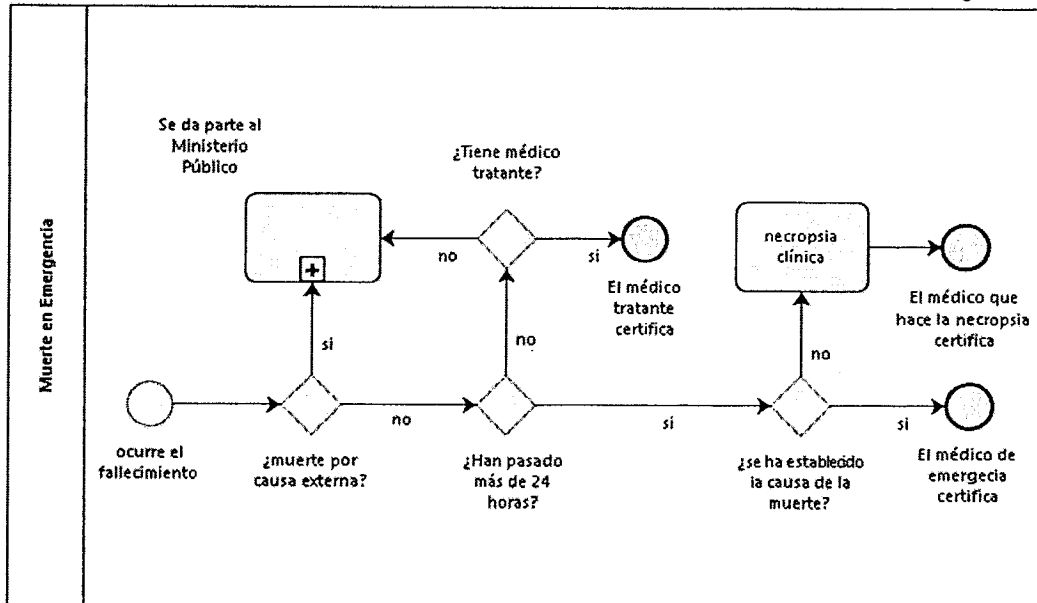 Muerte en Emergencia
Se da parte al
Ministerio
Público
¿Tiene médico
tratante?
no
si
El médico
tratante
certifica
necropsia
clínica
El médico que
hace la necropsia
certifica
si
no
no
ocurre el
fallecimiento
¿muerte por
causa externa?
no
¿Han pasado
más de 24
horas?
si
¿se ha establecido
la causa de la
muerte?
si
El médico de
emergecia
certifica